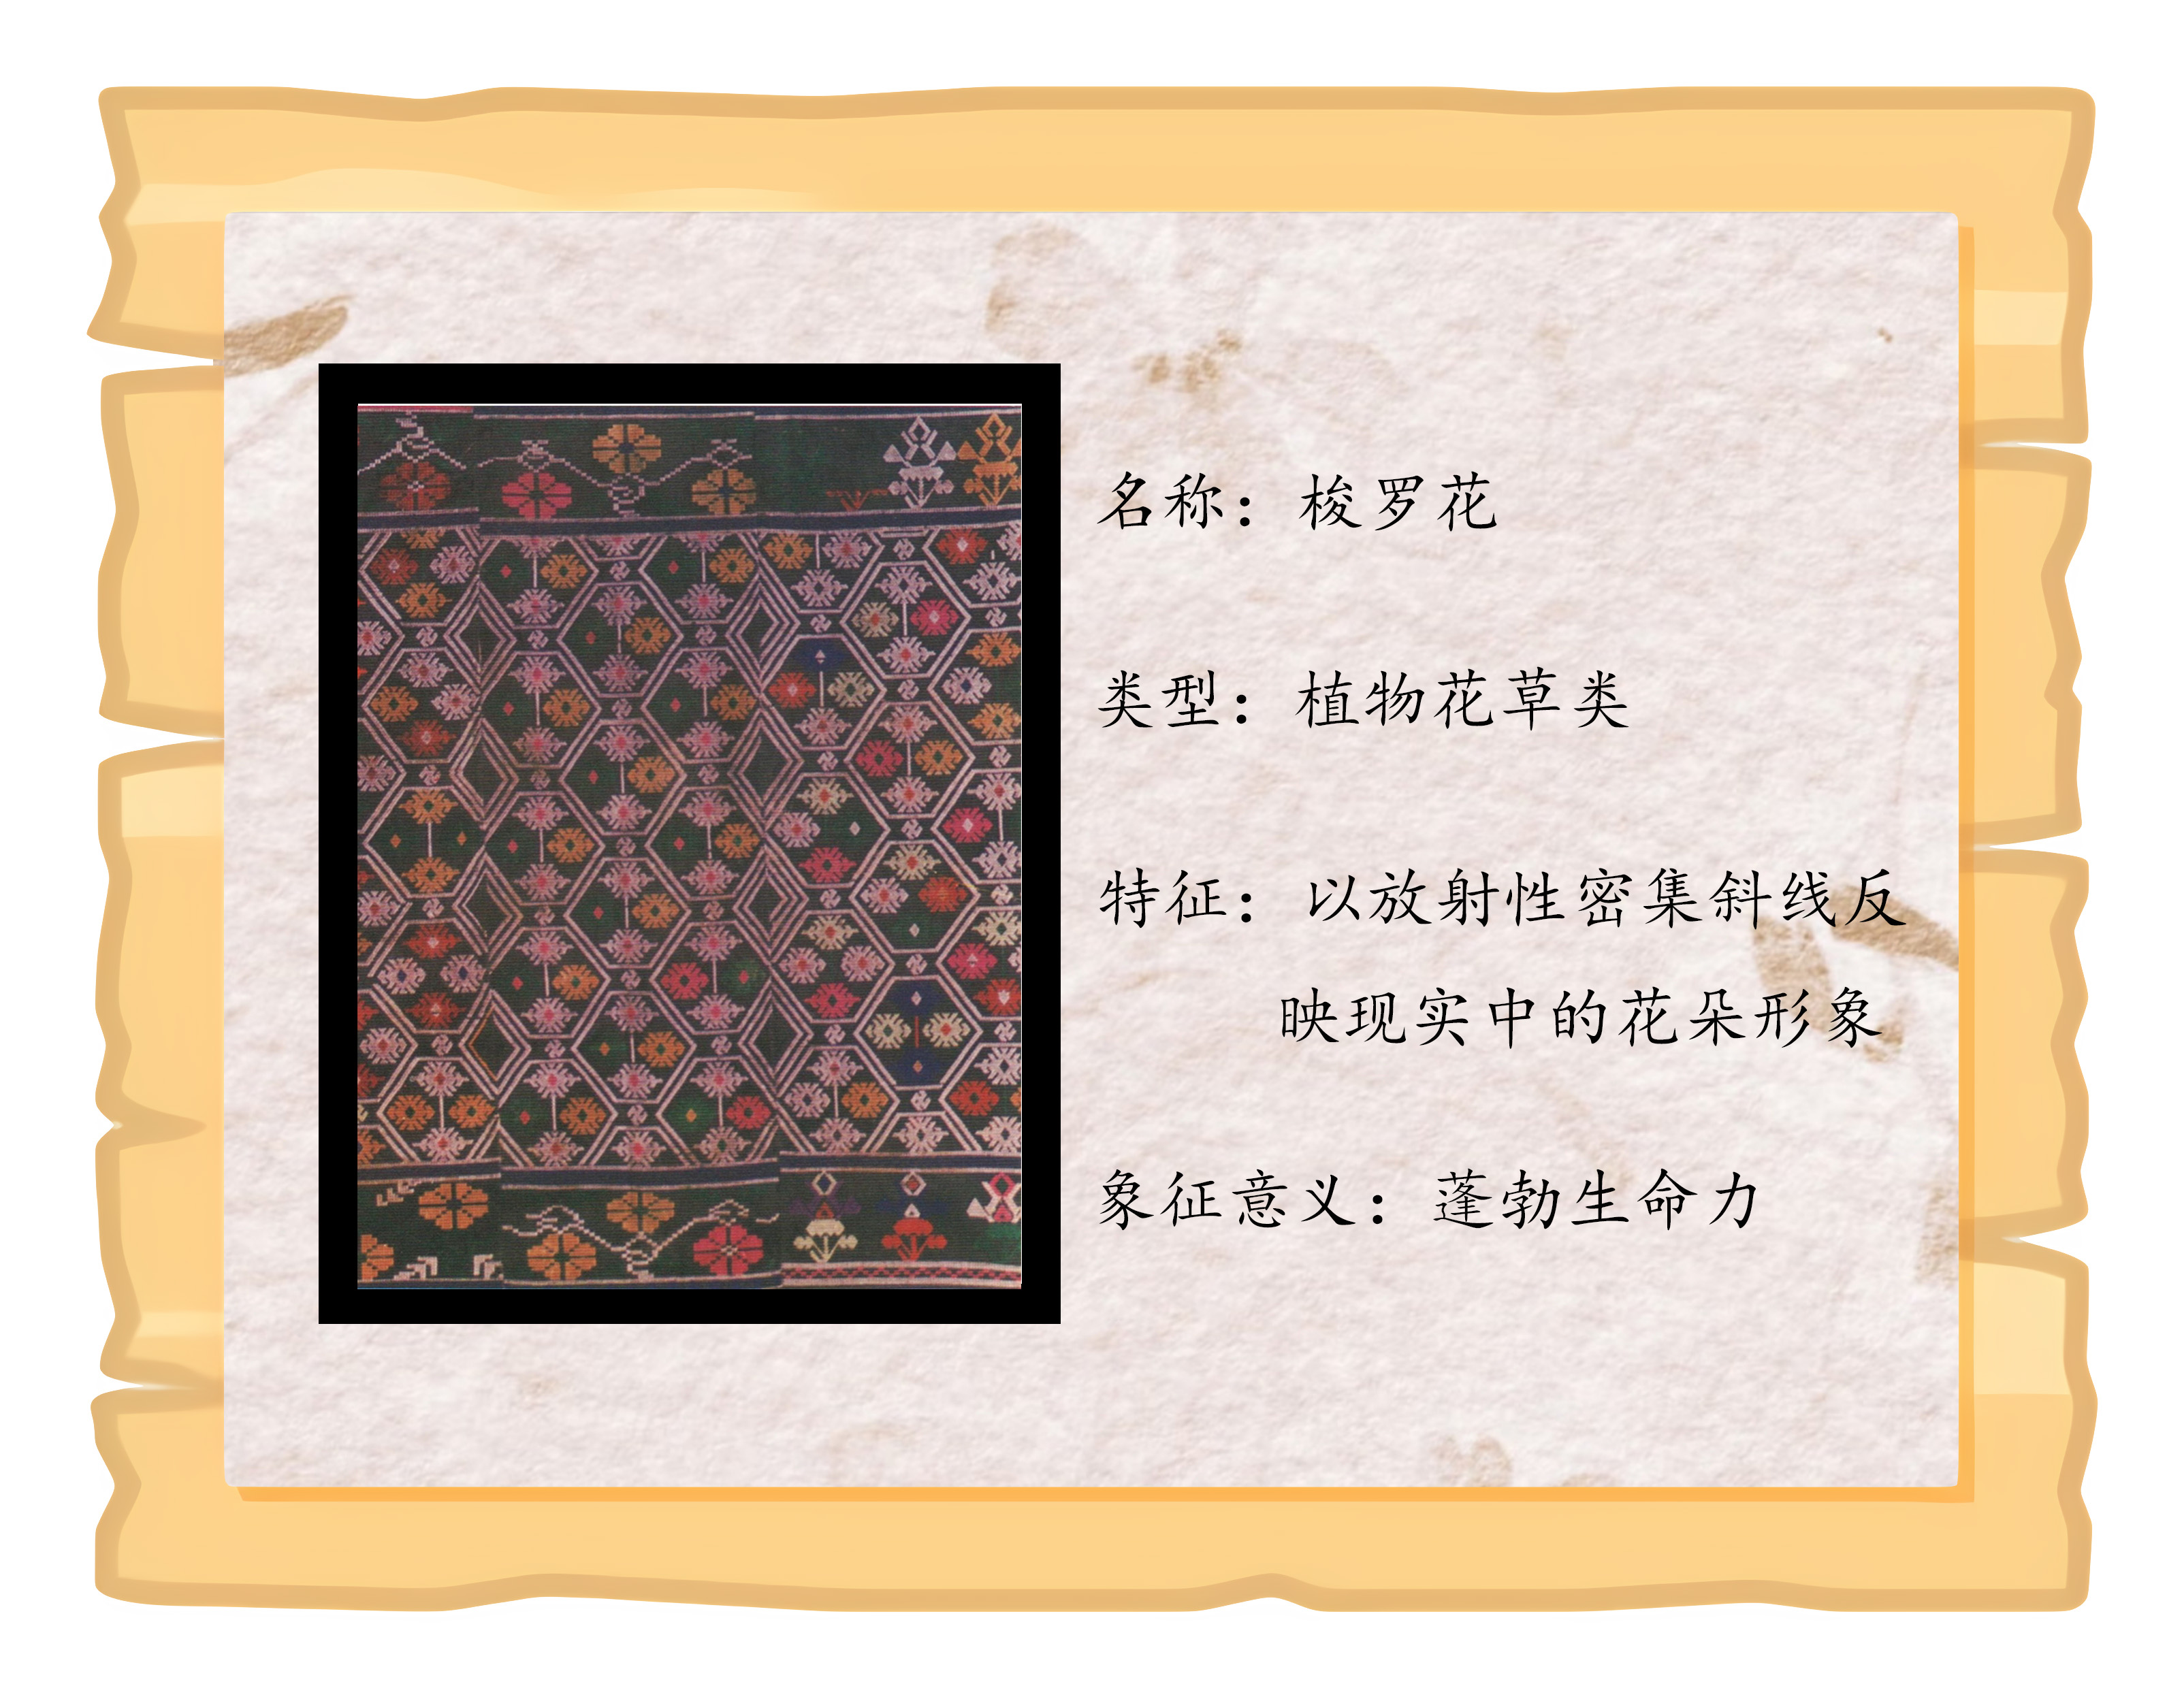 名称：梭罗花
类型：植物花草类
特征：以放射性密集斜线反
映现实中的花朵形象
象征意义：蓬勃生命力